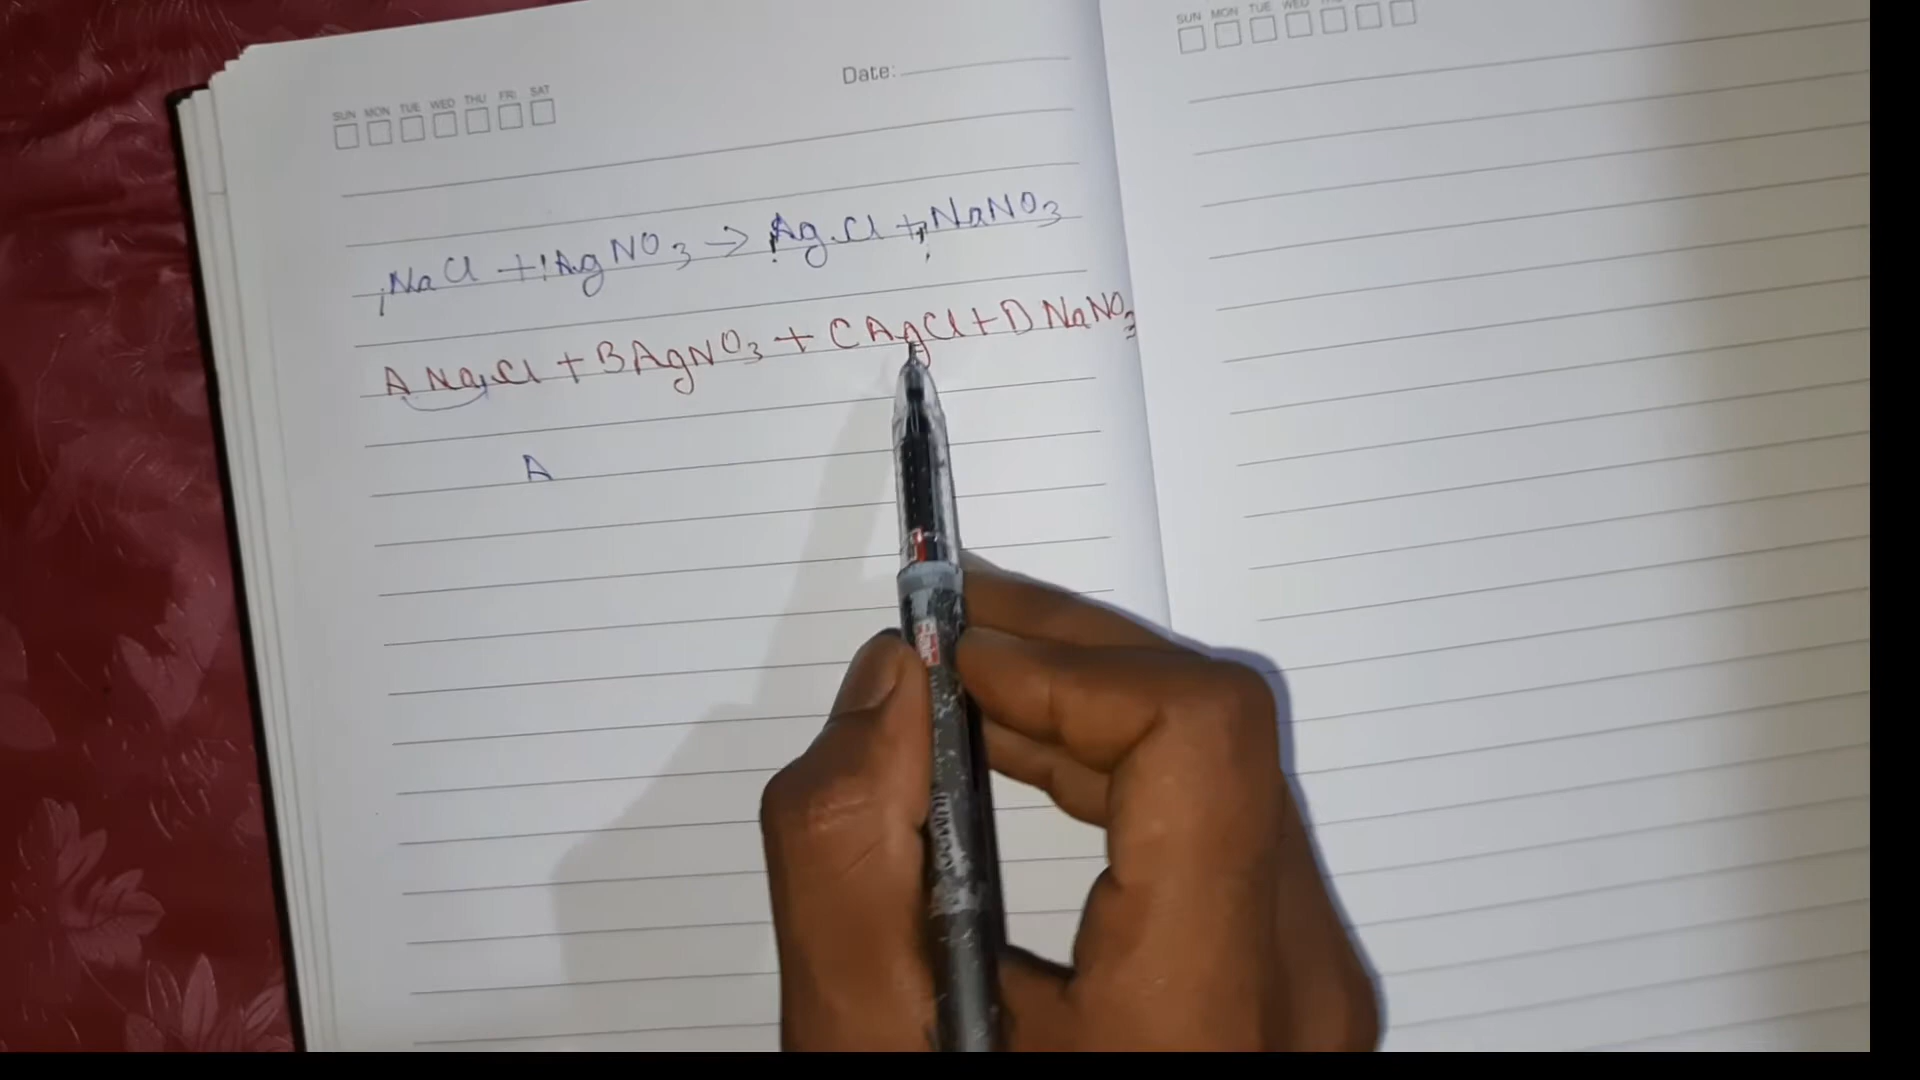 SUN MON TUE WED THU FRI SAT
Date:
NaCl + AgNO3 → AgCl + NaNO3
A NaCl + B AgNO3 + C AgCl + D NaNO3
A
SUN MON TUE WED